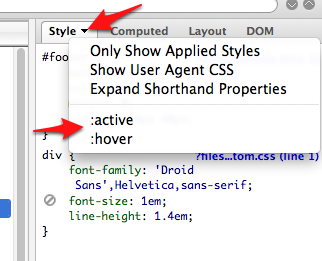 Style Computed Layout DOM
Only Show Applied Styles
Show User Agent CSS
Expand Shorthand Properties
:active
:hover
#foo
div { ?files...tom.css (line 1)
font-family: 'Droid
Sans',Helvetica,sans-serif;
font-size: 1em;
line-height: 1.4em;
}